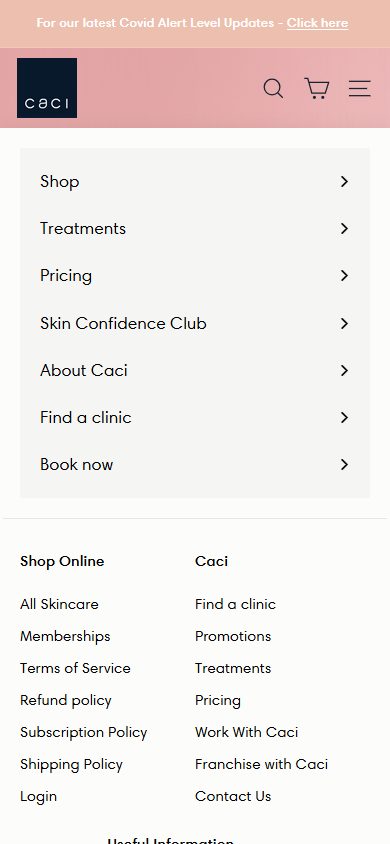 For our latest Covid Alert Level Updates - Click here
caci
Shop
Treatments
Pricing
Skin Confidence Club
About Caci
Find a clinic
Book now
Shop Online
All Skincare
Memberships
Terms of Service
Refund policy
Subscription Policy
Shipping Policy
Login
Caci
Find a clinic
Promotions
Treatments
Pricing
Work With Caci
Franchise with Caci
Contact Us
Useful Information